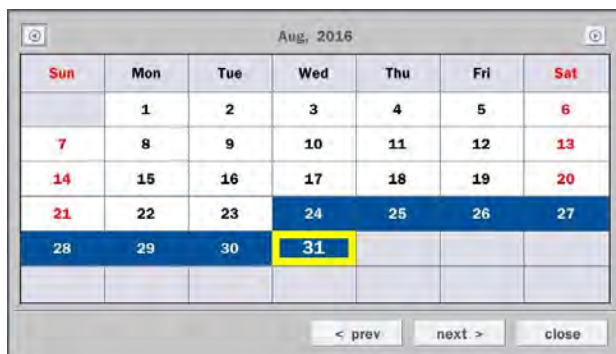 Aug, 2016
Sun Mon Tue Wed Thu Fri Sat
1 2 3 4 5 6
7 8 9 10 11 12 13
14 15 16 17 18 19 20
21 22 23 24 25 26 27
28 29 30 31
< prev next > close